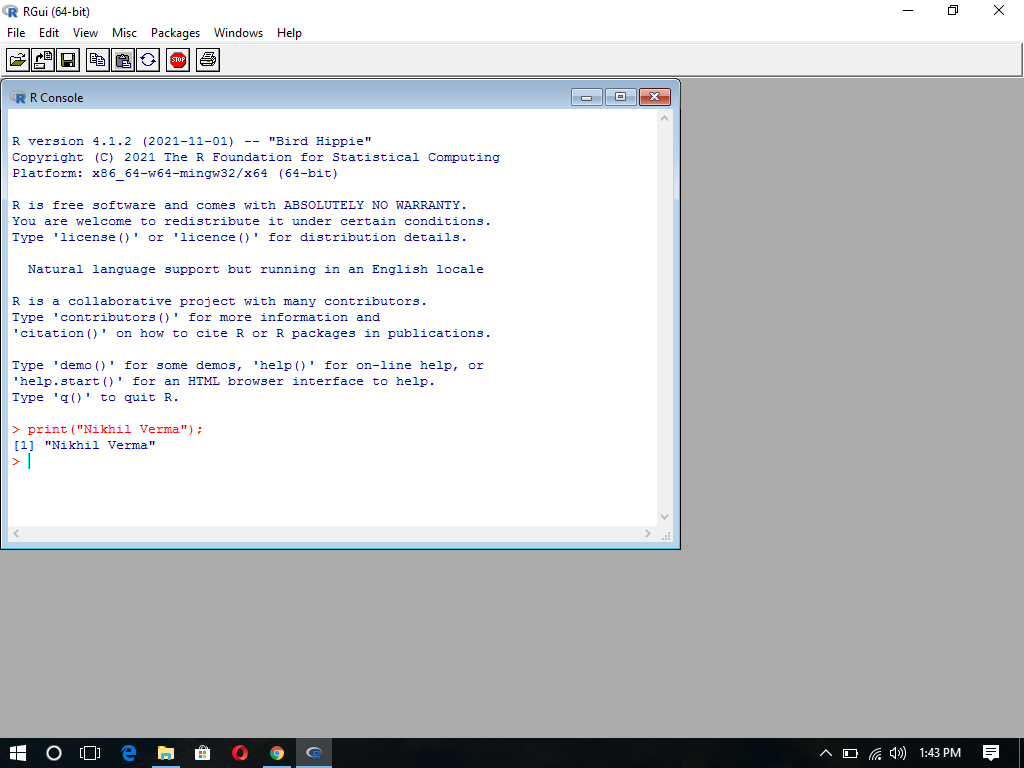 RGui (64-bit)
File Edit View Misc Packages Windows Help
STOP
R Console
R version 4.1.2 (2021-11-01) -- "Bird Hippie"
Copyright (C) 2021 The R Foundation for Statistical Computing
Platform: x86_64-w64-mingw32/x64 (64-bit)
R is free software and comes with ABSOLUTELY NO WARRANTY.
You are welcome to redistribute it under certain conditions.
Type 'license()' or 'licence()' for distribution details.
Natural language support but running in an English locale
R is a collaborative project with many contributors.
Type 'contributors()' for more information and
'citation()' on how to cite R or R packages in publications.
Type 'demo()' for some demos, 'help()' for on-line help, or
'help.start()' for an HTML browser interface to help.
Type 'q()' to quit R.
> print("Nikhil Verma");
[1] "Nikhil Verma"
>
1:43 PM